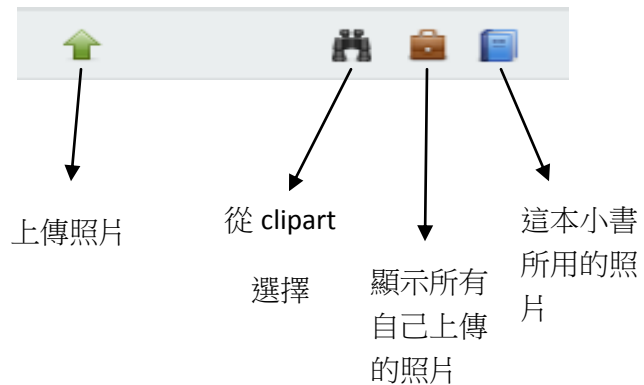 上傳照片
從 clipart
選擇
顯示所有
自己上傳
的照片
這本小書
所用的照
片